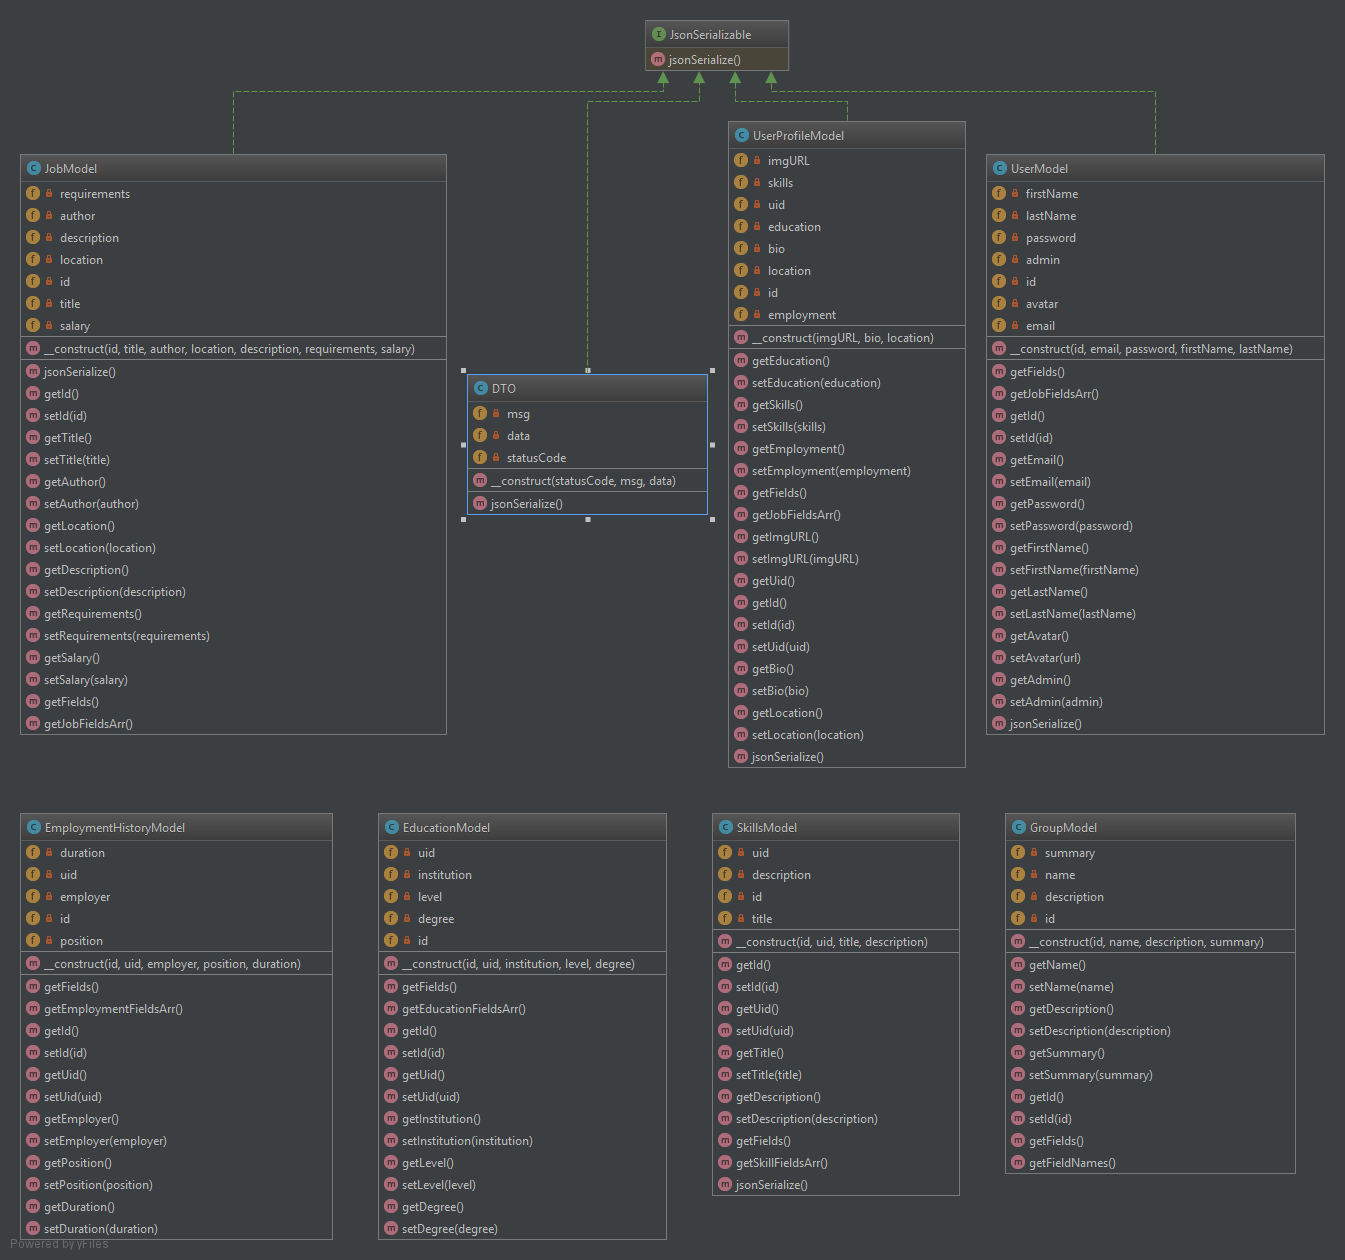 JsonSerializable
jsonSerialize()
JobModel
requirements
author
description
location
id
title
salary
__construct(id, title, author, location, description, requirements, salary)
jsonSerialize()
getId()
setId(id)
getTitle()
setTitle(title)
getAuthor()
setAuthor(author)
getLocation()
setLocation(location)
getDescription()
setDescription(description)
getRequirements()
setRequirements(requirements)
getSalary()
setSalary(salary)
getFields()
getJobFieldsArr()
DTO
msg
data
statusCode
__construct(statusCode, msg, data)
jsonSerialize()
UserProfileModel
imgURL
skills
uid
education
bio
location
id
employment
__construct(imgURL, bio, location)
getEducation()
setEducation(education)
getSkills()
setSkills(skills)
getEmployment()
setEmployment(employment)
getFields()
getJobFieldsArr()
getImgURL()
setImgURL(imgURL)
getUid()
getId()
setId(id)
setUid(uid)
getBio()
setBio(bio)
getLocation()
setLocation(location)
jsonSerialize()
UserModel
firstName
lastName
password
admin
id
avatar
email
__construct(id, email, password, firstName, lastName)
getFields()
getJobFieldsArr()
getId()
setId(id)
getEmail()
setEmail(email)
getPassword()
setPassword(password)
getFirstName()
setFirstName(firstName)
getLastName()
setLastName(lastName)
getAvatar()
setAvatar(url)
getAdmin()
setAdmin(admin)
jsonSerialize()
EmploymentHistoryModel
duration
uid
employer
id
position
__construct(id, uid, employer, position, duration)
getFields()
getEmploymentFieldsArr()
getId()
setId(id)
getUid()
setUid(uid)
getEmployer()
setEmployer(employer)
getPosition()
setPosition(position)
getDuration()
setDuration(duration)
EducationModel
uid
institution
level
degree
id
__construct(id, uid, institution, level, degree)
getFields()
getEducationFieldsArr()
getId()
setId(id)
getUid()
setUid(uid)
getInstitution()
setInstitution(institution)
getLevel()
setLevel(level)
getDegree()
setDegree(degree)
SkillsModel
uid
description
id
title
__construct(id, uid, title, description)
getId()
setId(id)
getUid()
setUid(uid)
getTitle()
setTitle(title)
getDescription()
setDescription(description)
getFields()
getSkillFieldsArr()
jsonSerialize()
GroupModel
summary
name
description
id
__construct(id, name, description, summary)
getName()
setName(name)
getDescription()
setDescription(description)
getSummary()
setSummary(summary)
getId()
setId(id)
getFields()
getFieldNames()
Powered by yFiles